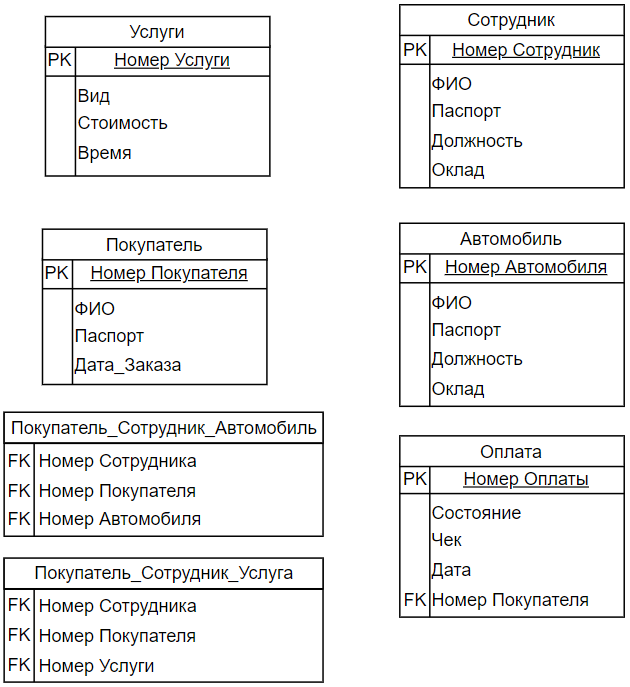 Услуги
PK Номер Услуги
Вид
Стоимость
Время
Сотрудник
PK Номер Сотрудник
ФИО
Паспорт
Должность
Оклад
Покупатель
PK Номер Покупателя
ФИО
Паспорт
Дата_Заказа
Автомобиль
PK Номер Автомобиля
ФИО
Паспорт
Должность
Оклад
Покупатель_Сотрудник_Автомобиль
FK Номер Сотрудника
FK Номер Покупателя
FK Номер Автомобиля
Оплата
PK Номер Оплаты
Состояние
Чек
Дата
FK Номер Покупателя
Покупатель_Сотрудник_Услуга
FK Номер Сотрудника
FK Номер Покупателя
FK Номер Услуги